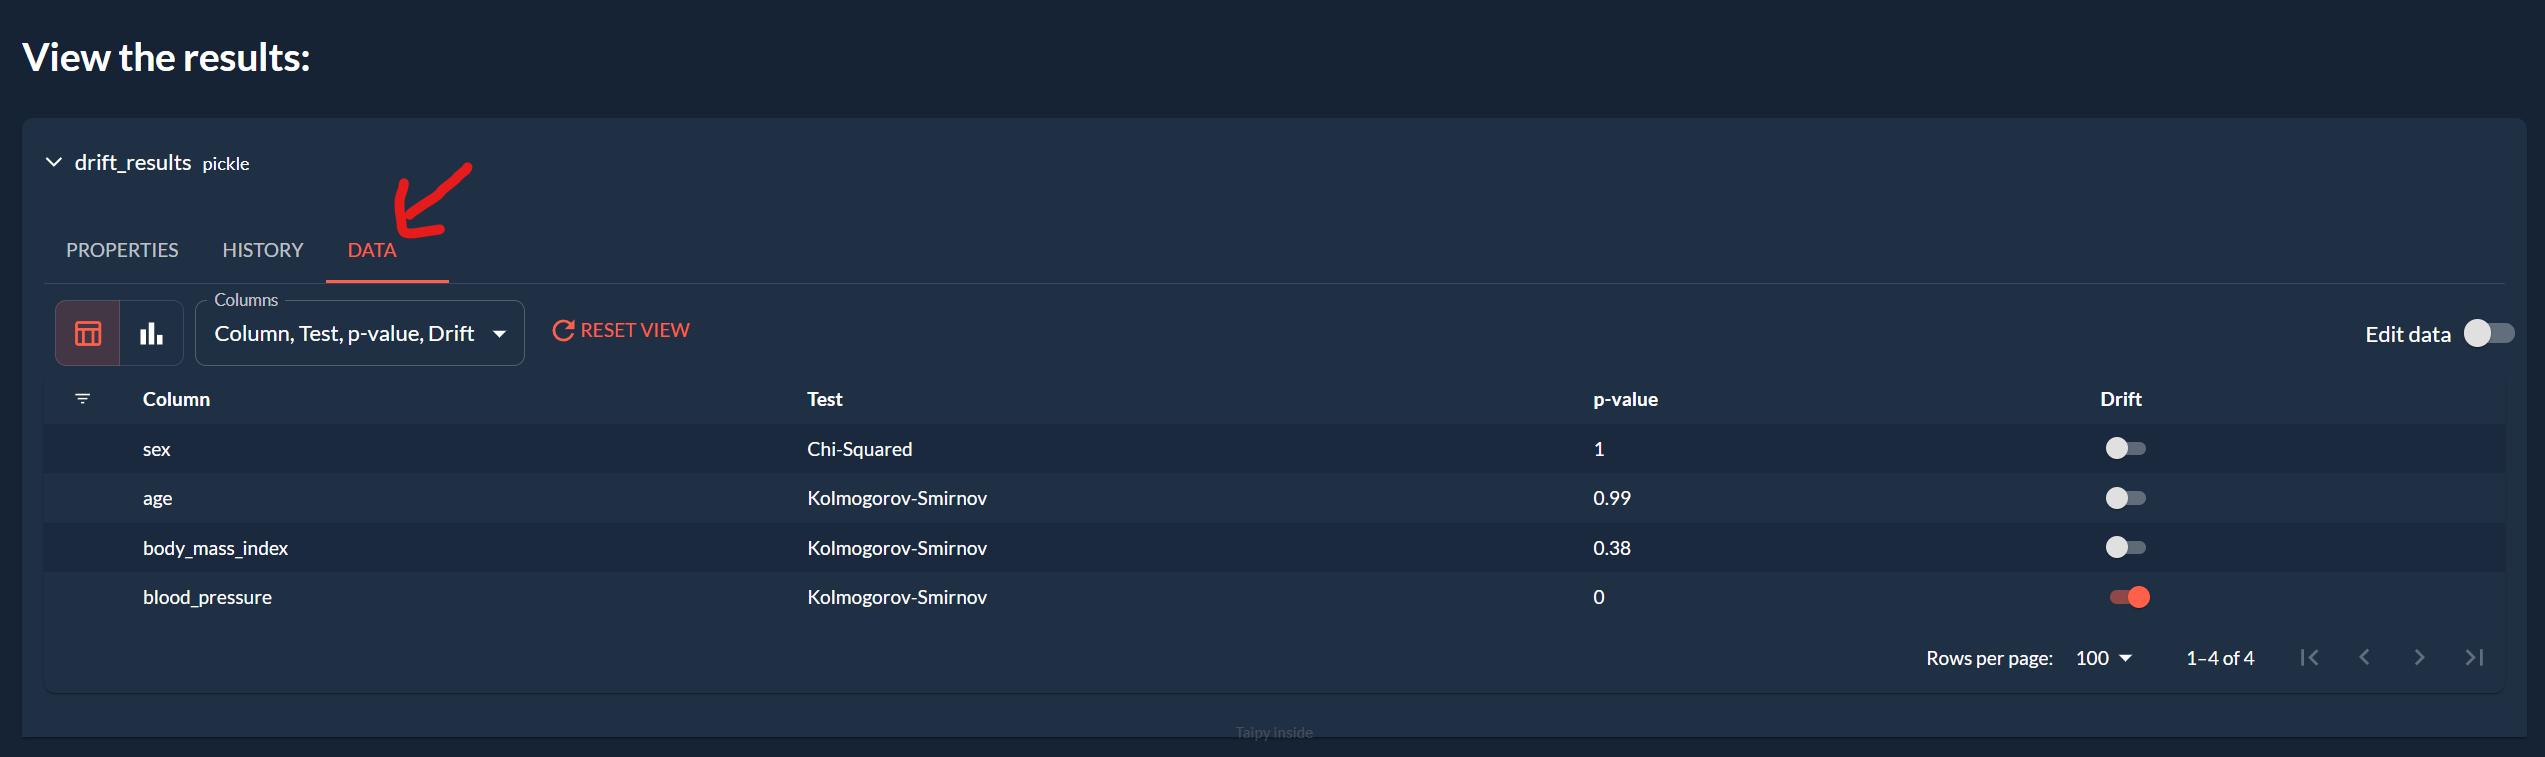 View the results:
drift_results pickle
PROPERTIES HISTORY DATA
Columns
Column, Test, p-value, Drift RESET VIEW Edit data
Column Test p-value Drift
sex Chi-Squared 1
age Kolmogorov-Smirnov 0.99
body_mass_index Kolmogorov-Smirnov 0.38
blood_pressure Kolmogorov-Smirnov 0
Rows per page: 100 1–4 of 4
Taipy inside